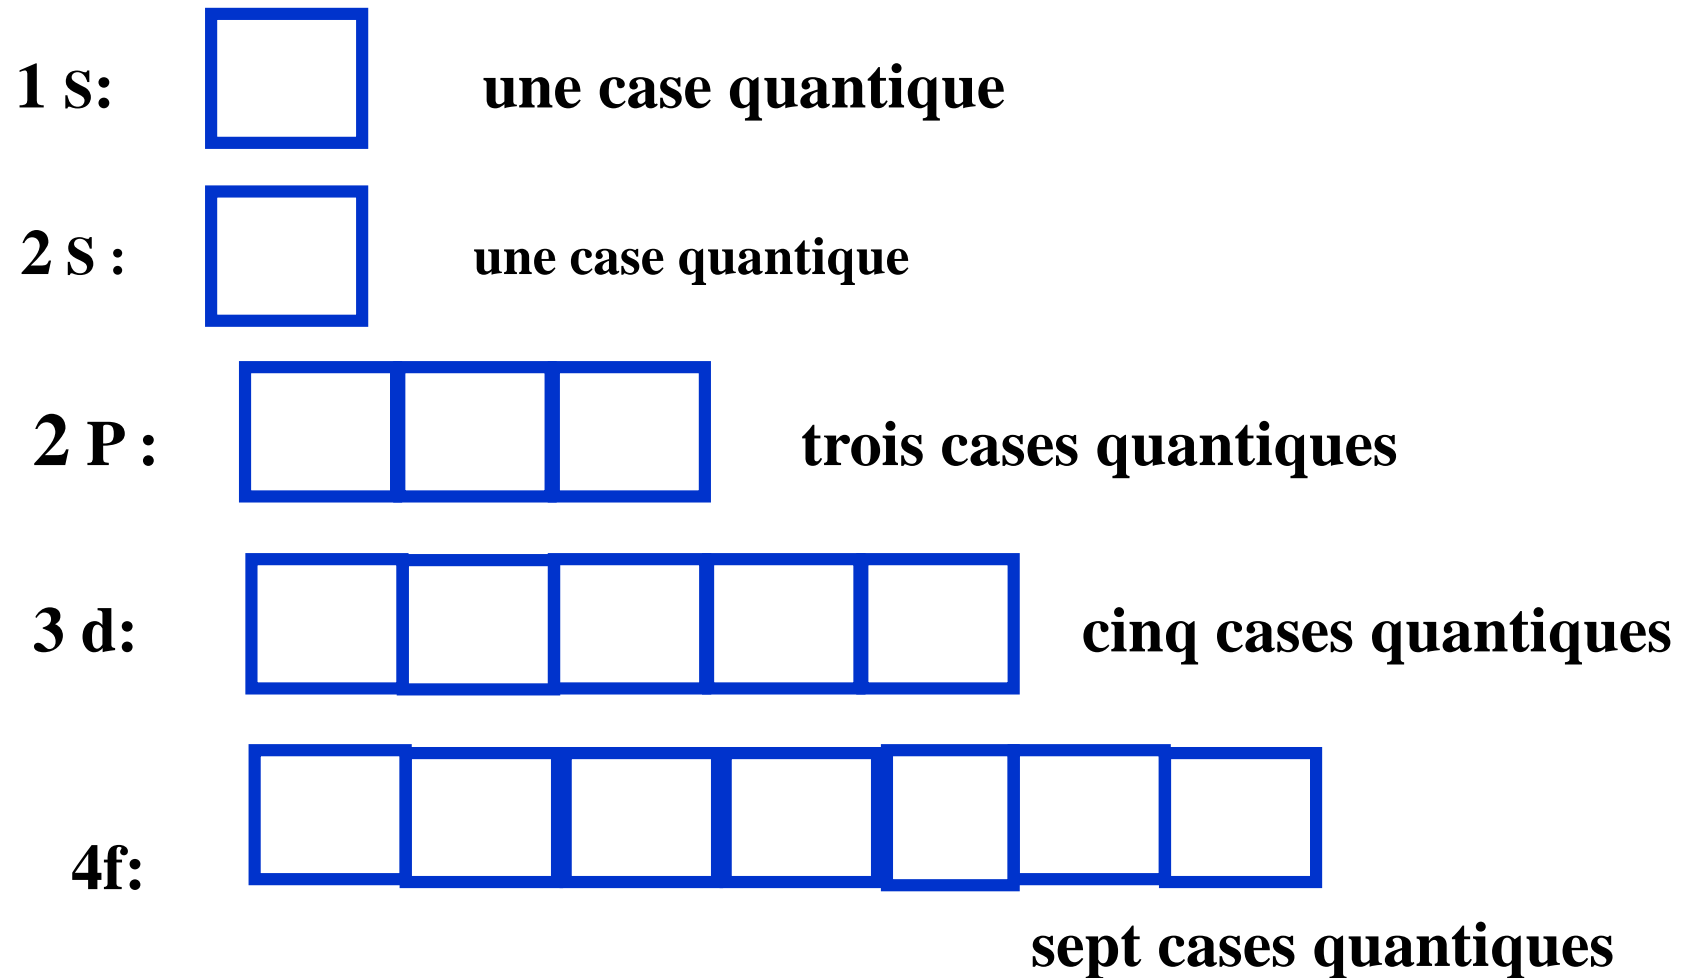 1 S: une case quantique
2 S : une case quantique
2 P : trois cases quantiques
3 d: cinq cases quantiques
4f:
sept cases quantiques